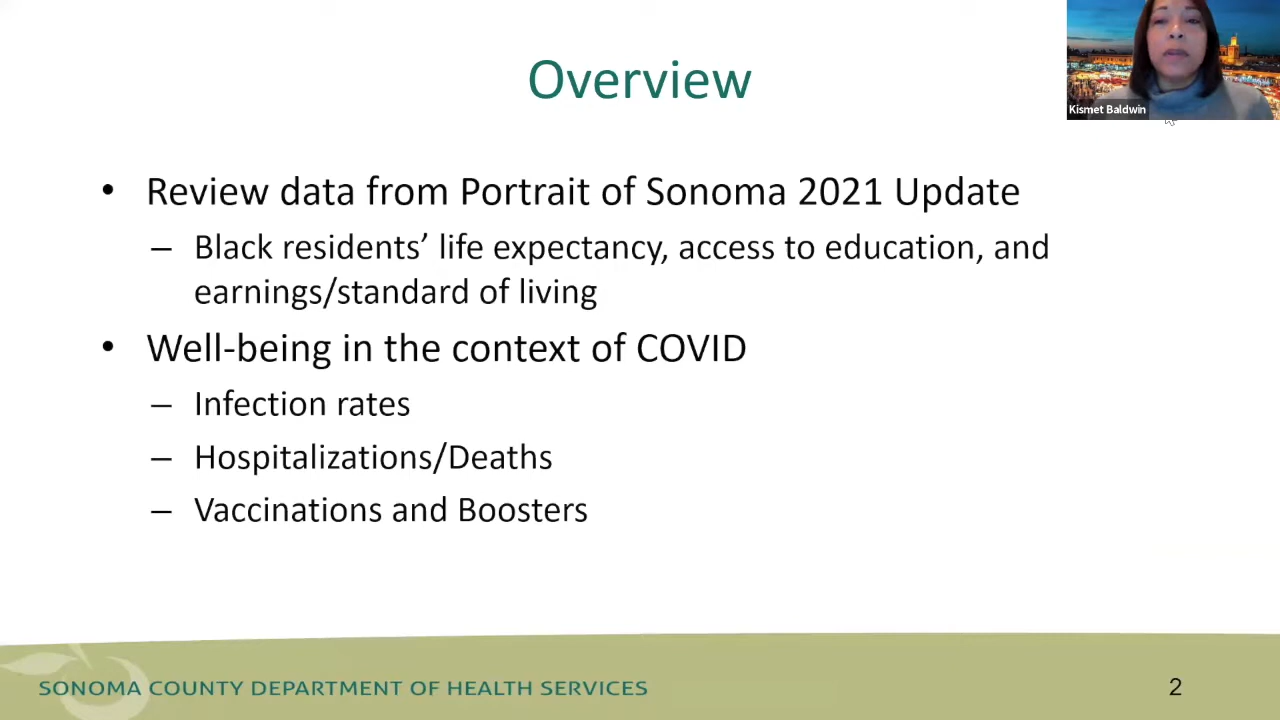 Overview
Kismet Baldwin
• Review data from Portrait of Sonoma 2021 Update
– Black residents’ life expectancy, access to education, and
earnings/standard of living
• Well-being in the context of COVID
– Infection rates
– Hospitalizations/Deaths
– Vaccinations and Boosters
SONOMA COUNTY DEPARTMENT OF HEALTH SERVICES
2